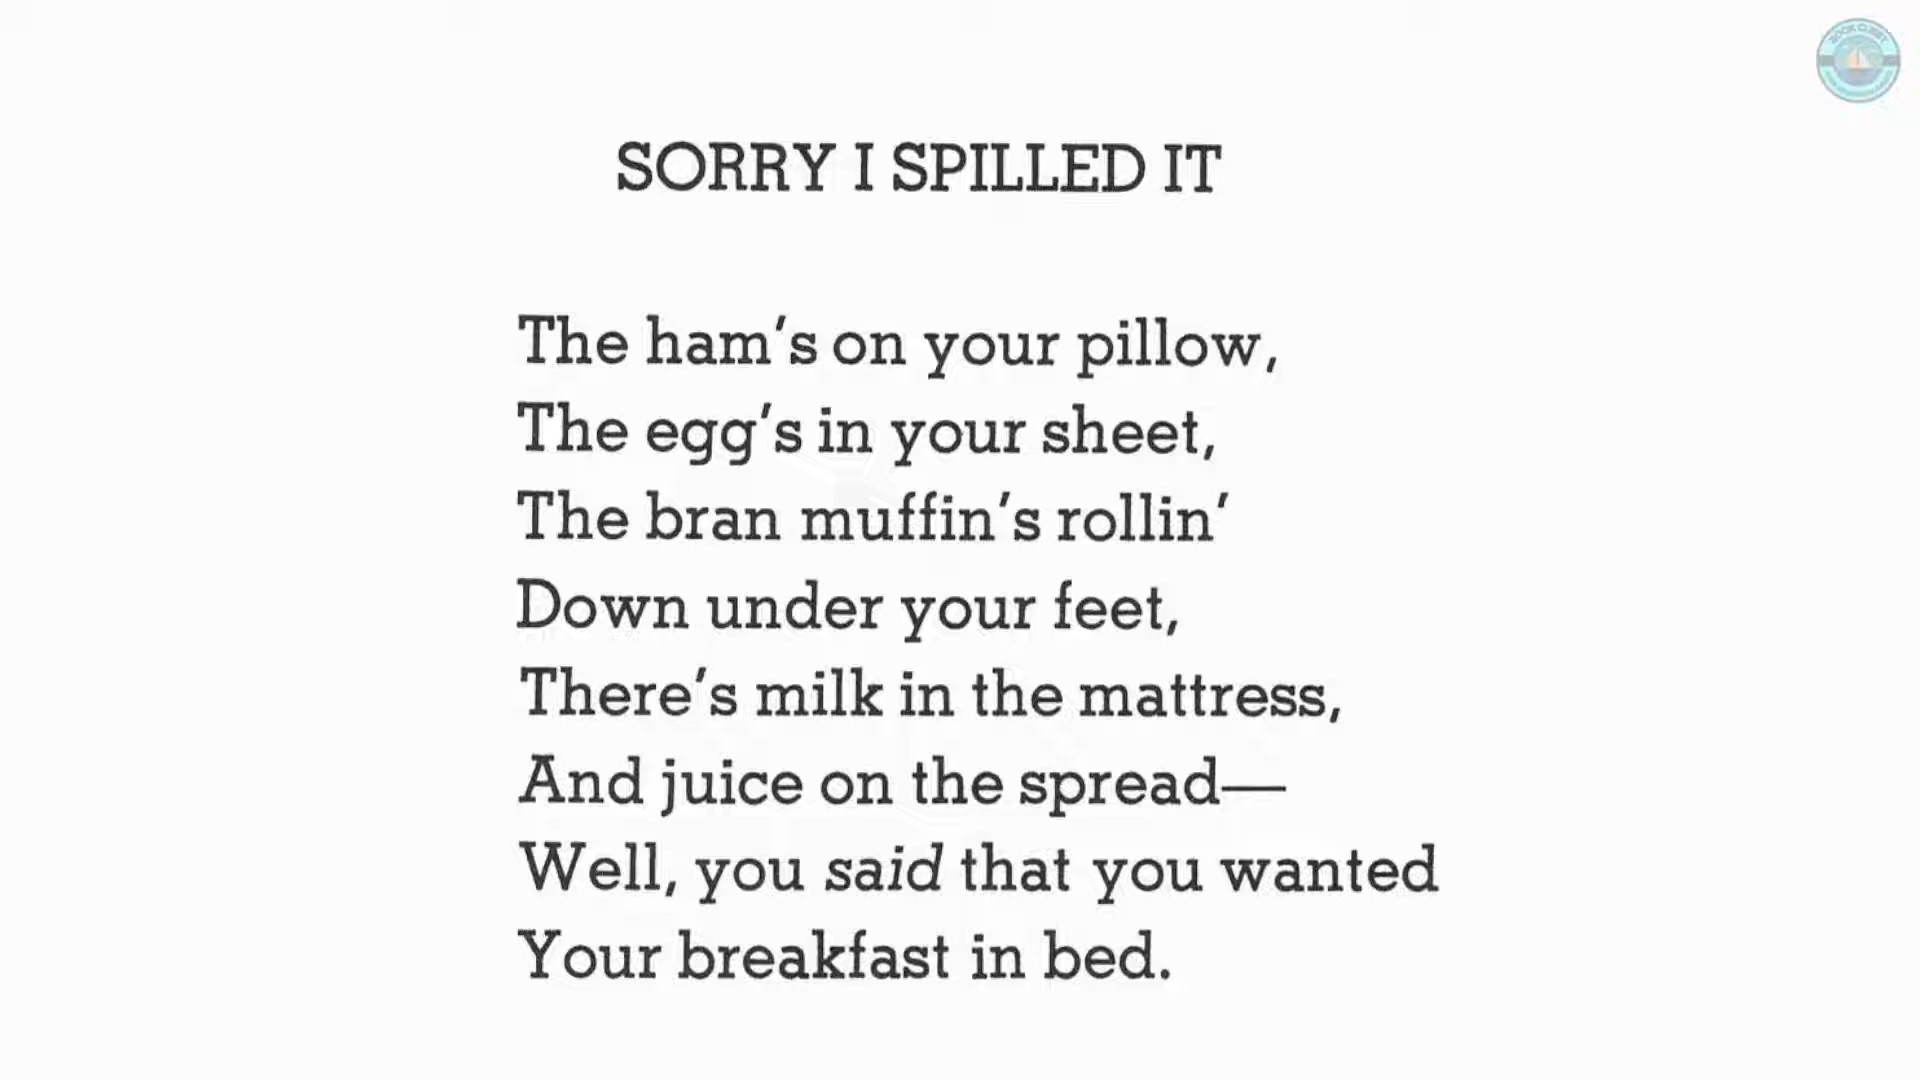 SORRY I SPILLED IT
The ham’s on your pillow,
The egg’s in your sheet,
The bran muffin’s rollin’
Down under your feet,
There’s milk in the mattress,
And juice on the spread—
Well, you said that you wanted
Your breakfast in bed.